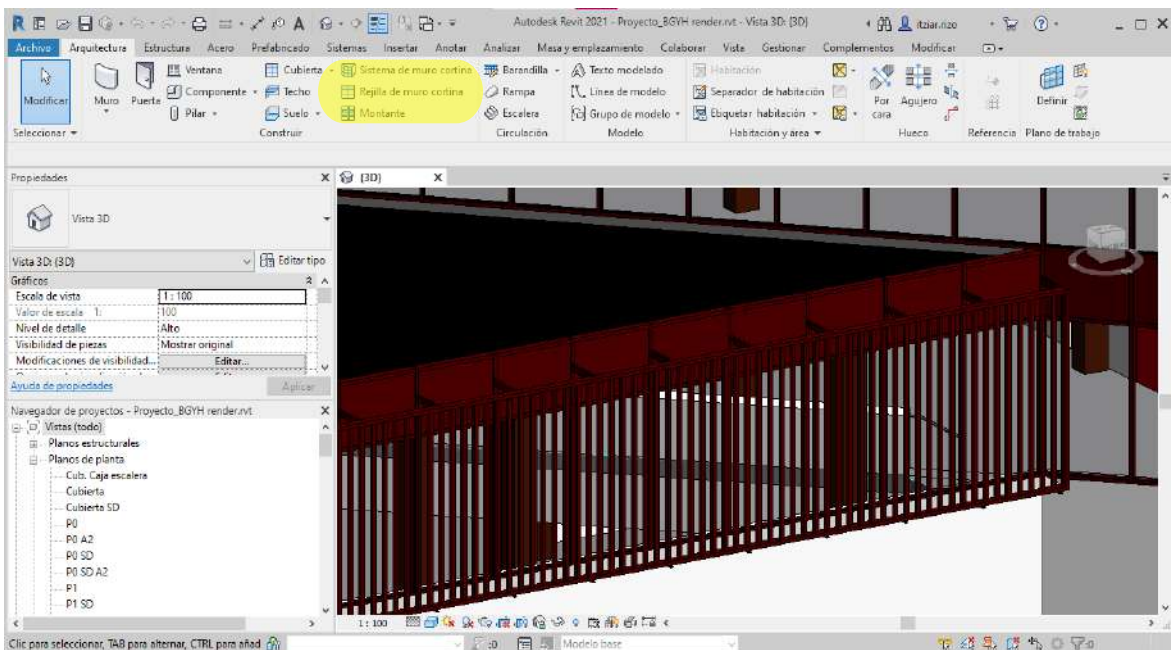 Autodesk Revit 2021 - Proyecto_BGYH render.rvt - Vista 3D: {3D}
itziar.rizo
Archivo Arquitectura Estructura Acero Prefabricado Sistemas Insertar Anotar Analizar Masa y emplazamiento Colaborar Vista Gestionar Complementos Modificar
Modificar
Muro
Puerta
Ventana
Componente
Pilar
Cubierta
Techo
Suelo
Sistema de muro cortina
Rejilla de muro cortina
Montante
Barandilla
Rampa
Escalera
Texto modelado
Línea de modelo
Grupo de modelo
Habitación
Separador de habitación
Etiquetar habitación
Por cara
Agujero
Definir
Seleccionar
Construir
Circulación
Modelo
Habitación y área
Hueco
Referencia
Plano de trabajo
Propiedades X
{3D} X
Vista 3D
Vista 3D: {3D}
Editar tipo
Gráficos
Escala de vista 1 : 100
Valor de escala 1: 100
Nivel de detalle Alto
Visibilidad de piezas Mostrar original
Modificaciones de visibilidad... Editar...
Ayuda de propiedades Aplicar
Navegador de proyectos - Proyecto_BGYH render.rvt X
Vistas (todo)
Planos estructurales
Planos de planta
Cub. Caja escalera
Cubierta
Cubierta SD
P0
P0 A2
P0 SD
P0 SD A2
P1
P1 SD
1 : 100
Clic para seleccionar, TAB para alternar, CTRL para añad
:0
Modelo base
:0